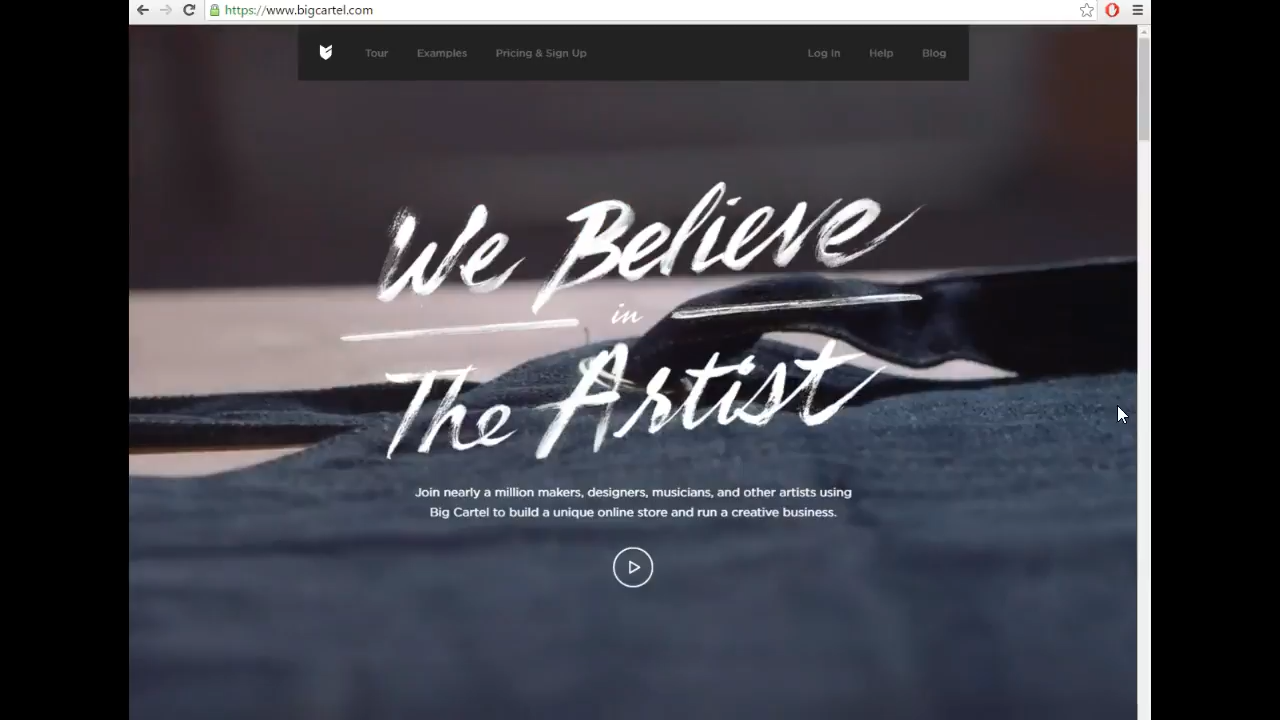 https://www.bigcartel.com
Tour Examples Pricing & Sign Up Log In Help Blog
We Believe
in
The Artist
Join nearly a million makers, designers, musicians, and other artists using
Big Cartel to build a unique online store and run a creative business.